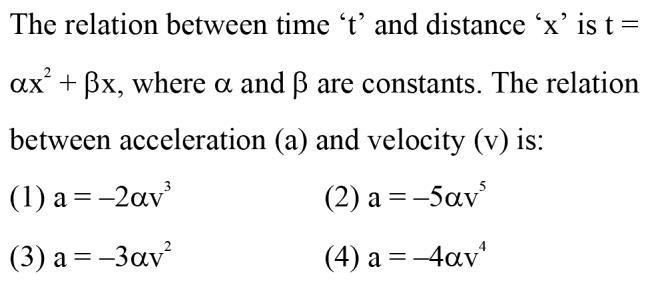 The relation between time ‘t’ and distance ‘x’ is t =
αx² + βx, where α and β are constants. The relation
between acceleration (a) and velocity (v) is:
(1) a = –2αv³ (2) a = –5αv⁵
(3) a = –3αv² (4) a = –4αv⁴